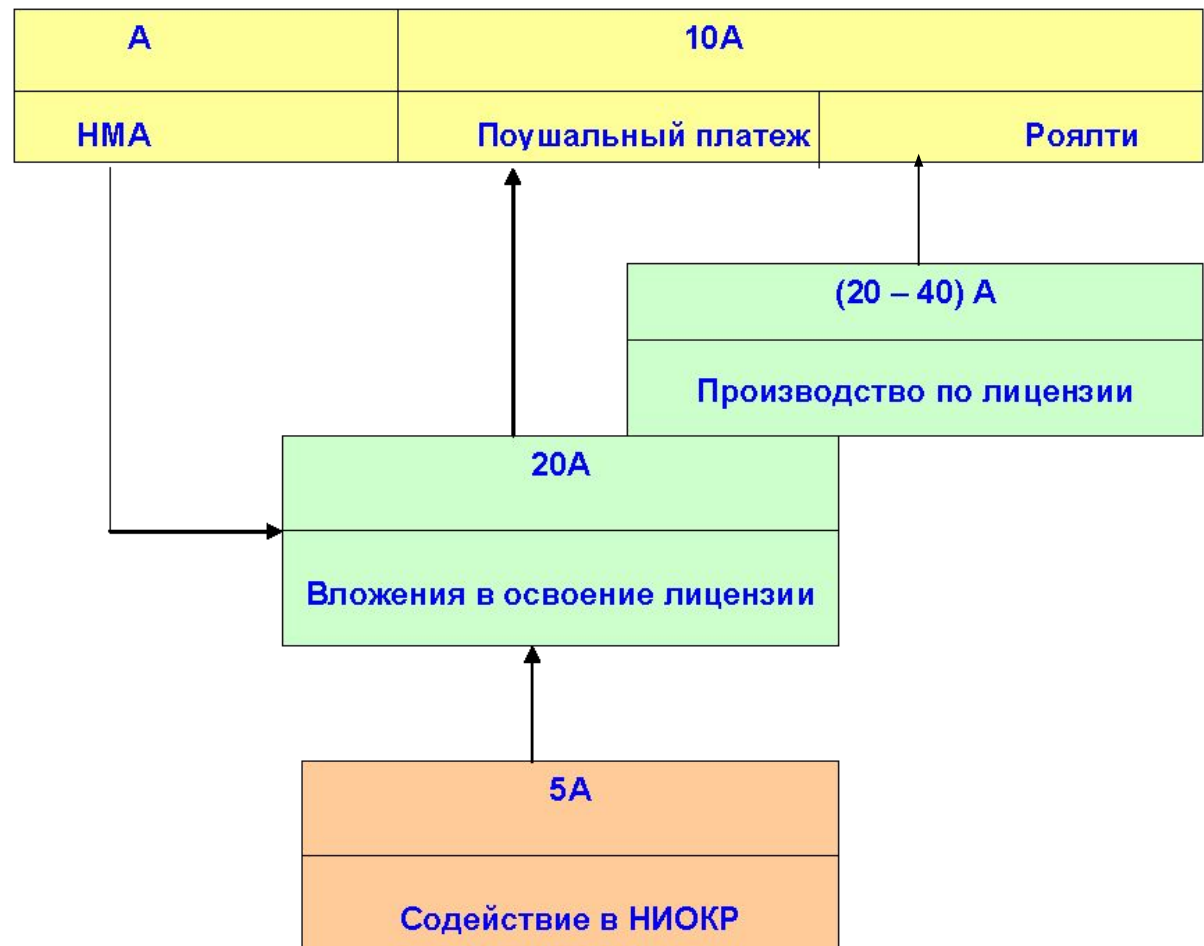 А
10А
НМА
Поушальный платеж
Роялти
(20 – 40) А
Производство по лицензии
20А
Вложения в освоение лицензии
5А
Содействие в НИОКР